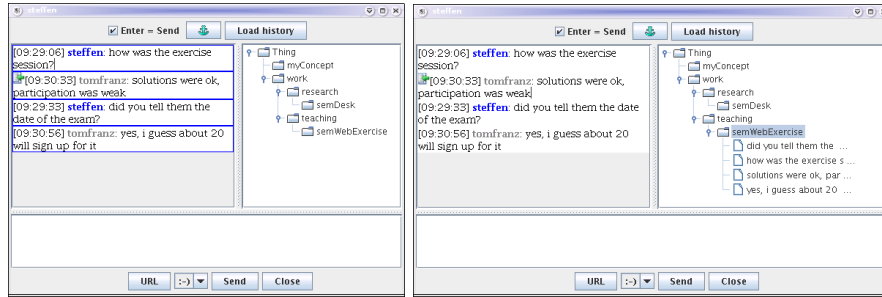 steffen
Enter = Send
Load history
[09:29:06] steffen: how was the exercise
session?
[09:30:33] tomfranz: solutions were ok,
participation was weak
[09:29:33] steffen: did you tell them the
date of the exam?
[09:30:56] tomfranz: yes, i guess about 20
will sign up for it
Thing
myConcept
work
research
semDesk
teaching
semWebExercise
URL :-) Send Close
steffen
Enter = Send
Load history
[09:29:06] steffen: how was the exercise
session?
[09:30:33] tomfranz: solutions were ok,
participation was weak
[09:29:33] steffen: did you tell them the date
of the exam?
[09:30:56] tomfranz: yes, i guess about 20
will sign up for it
Thing
myConcept
work
research
semDesk
teaching
semWebExercise
did you tell them the ...
how was the exercise s ...
solutions were ok, par ...
yes, i guess about 20 ...
URL :-) Send Close